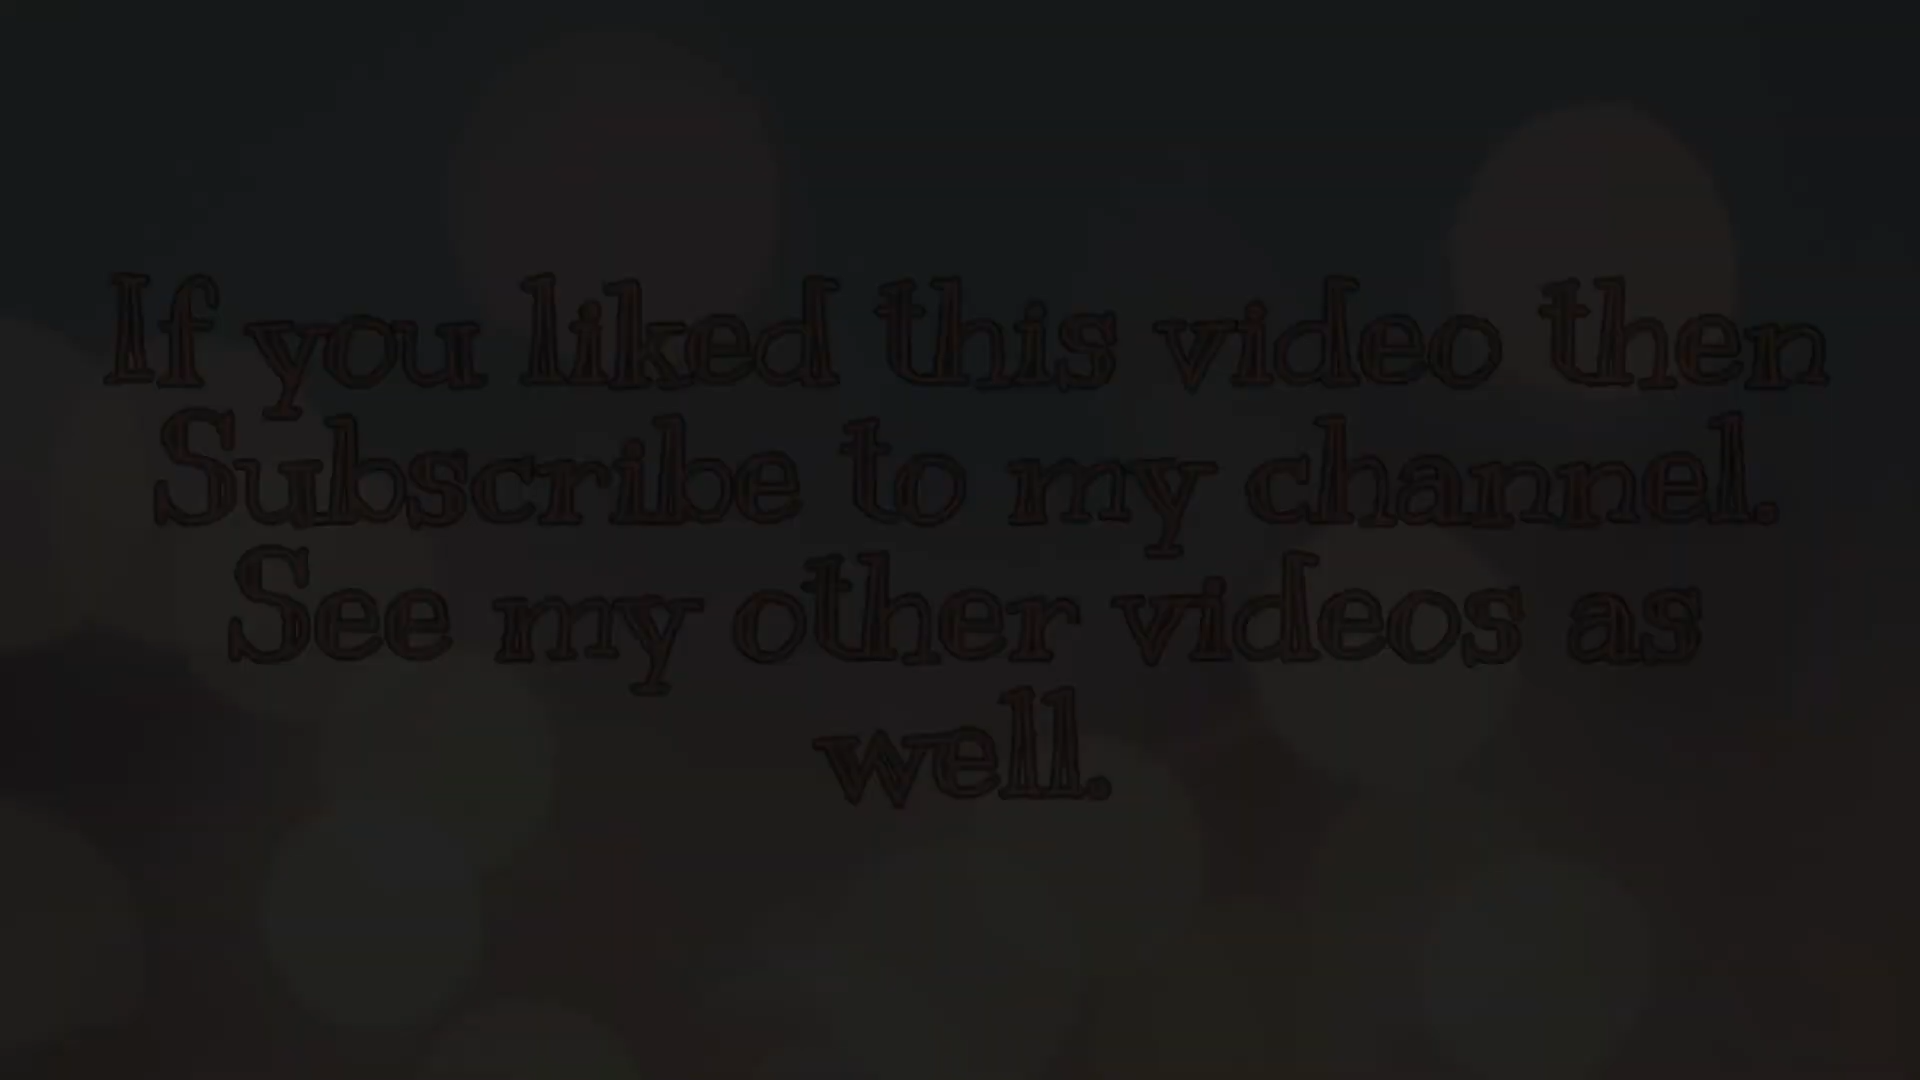 If you liked this video then
Subscribe to my channel.
See my other videos as
well.